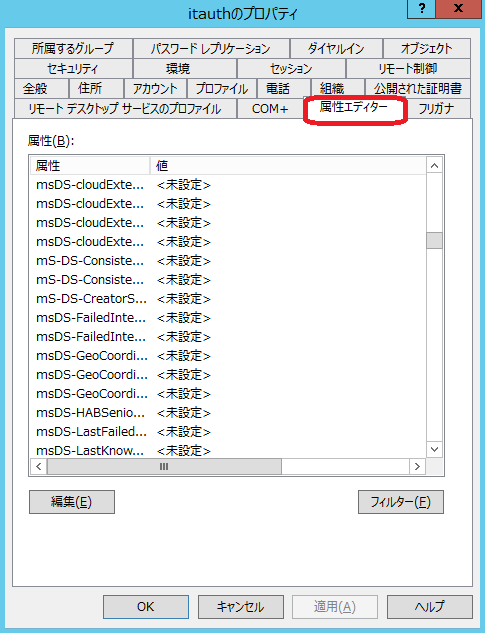 itauthのプロパティ
? x
所属するグループ パスワード レプリケーション ダイヤルイン オブジェクト
セキュリティ 環境 セッション リモート制御
全般 住所 アカウント プロファイル 電話 組織 公開された証明書
リモート デスクトップ サービスのプロファイル COM+ 属性エディター フリガナ
属性(B):
属性 値
msDS-cloudExte... <未設定>
msDS-cloudExte... <未設定>
msDS-cloudExte... <未設定>
msDS-cloudExte... <未設定>
mS-DS-Consiste... <未設定>
mS-DS-Consiste... <未設定>
mS-DS-CreatorS... <未設定>
msDS-FailedInte... <未設定>
msDS-FailedInte... <未設定>
msDS-GeoCoordi... <未設定>
msDS-GeoCoordi... <未設定>
msDS-GeoCoordi... <未設定>
msDS-HABSenio... <未設定>
msDS-LastFailed... <未設定>
msDS-LastKnow... <未設定>
編集(E) フィルター(F)
OK キャンセル 適用(A) ヘルプ